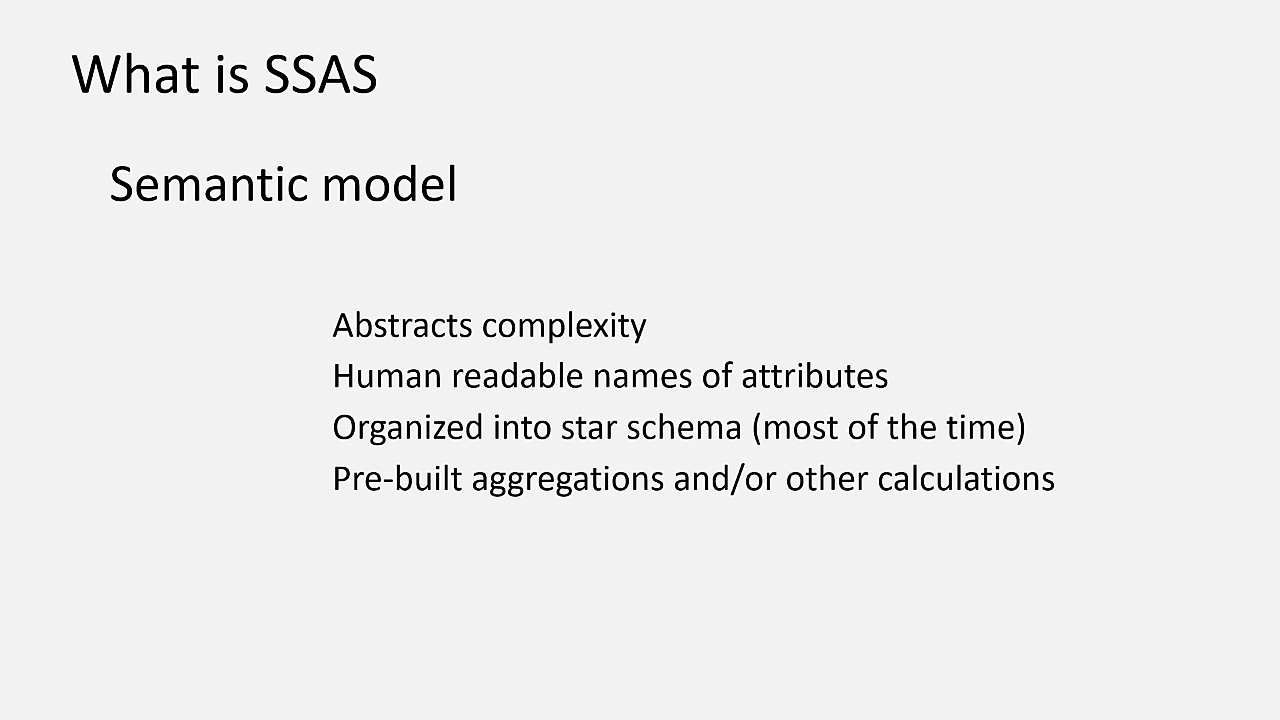 What is SSAS
Semantic model
Abstracts complexity
Human readable names of attributes
Organized into star schema (most of the time)
Pre-built aggregations and/or other calculations